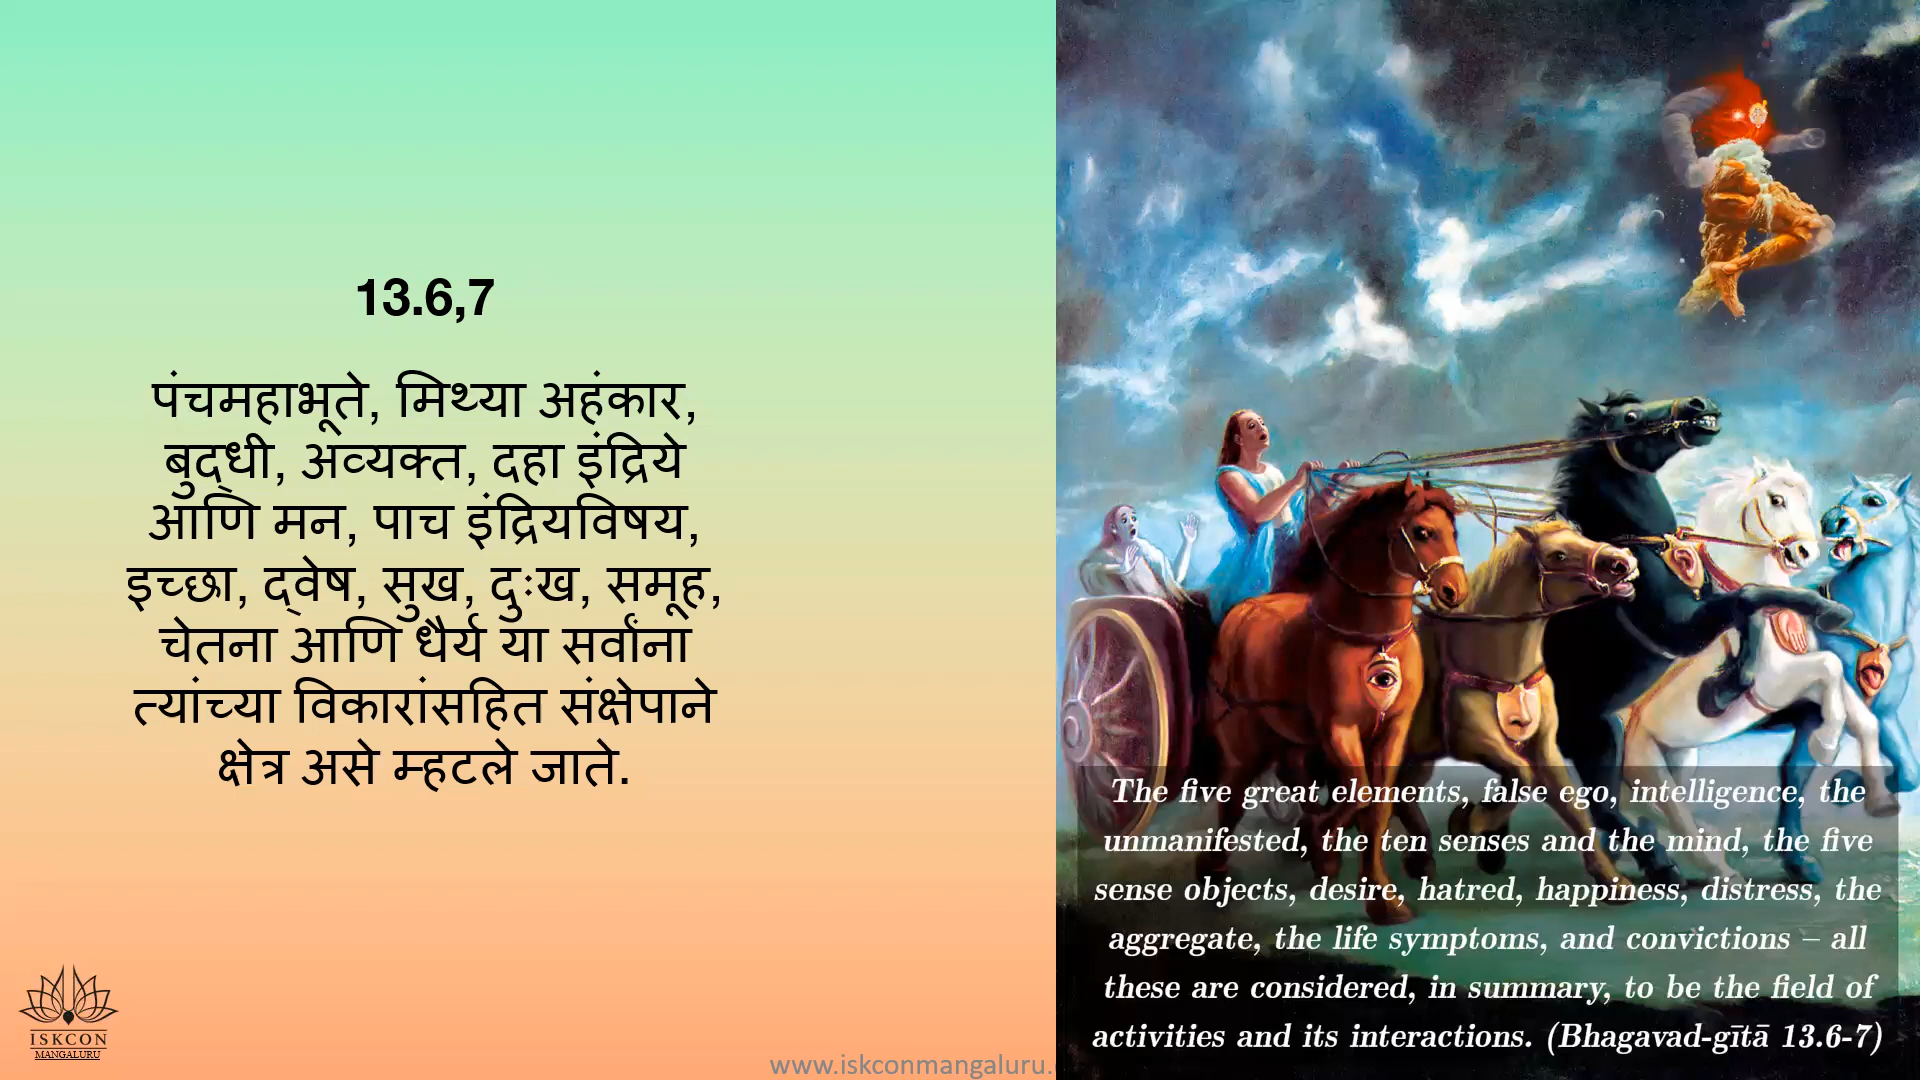 13.6,7
पंचमहाभूते, मिथ्या अहंकार,
बुद्धी, अव्यक्त, दहा इंद्रिये
आणि मन, पाच इंद्रियविषय,
इच्छा, द्वेष, सुख, दुःख, समूह,
चेतना आणि धैर्य या सर्वांना
त्यांच्या विकारांसहित संक्षेपाने
क्षेत्र असे म्हटले जाते.
ISKCON
MANGALURU
www.iskconmangaluru.
The five great elements, false ego, intelligence, the
unmanifested, the ten senses and the mind, the five
sense objects, desire, hatred, happiness, distress, the
aggregate, the life symptoms, and convictions – all
these are considered, in summary, to be the field of
activities and its interactions. (Bhagavad-gītā 13.6-7)